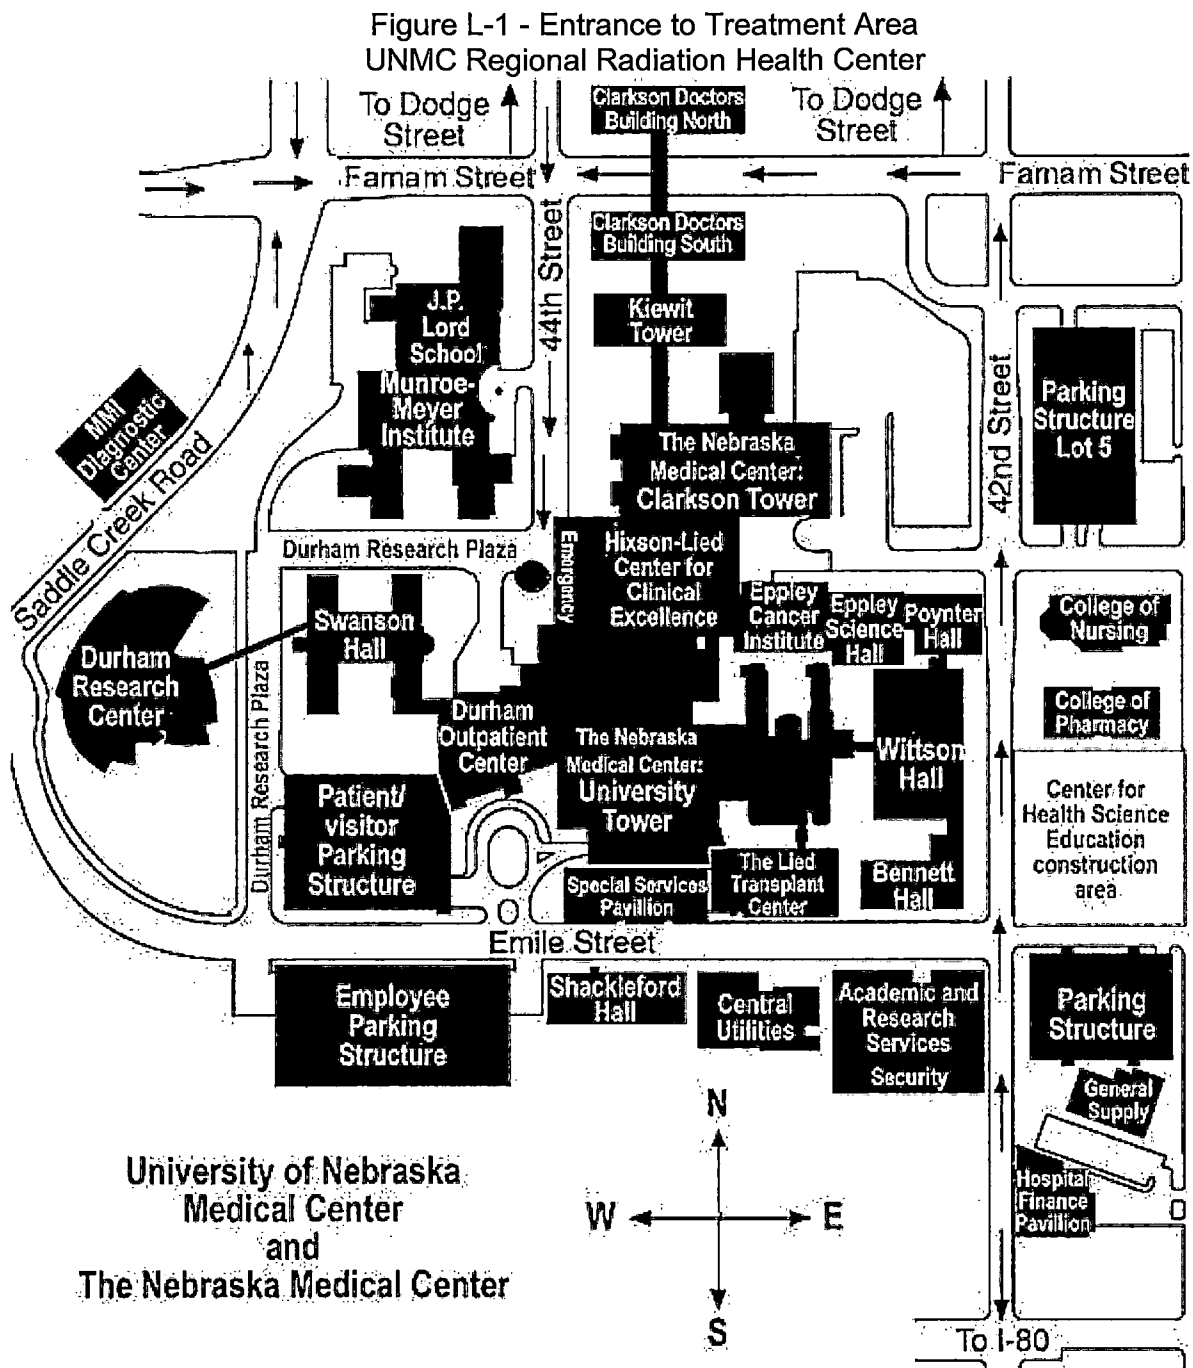 Figure L-1 - Entrance to Treatment Area
UNMC Regional Radiation Health Center
To Dodge
Street
Clarkson Doctors
Building North
To Dodge
Street
Farnam Street
Farnam Street
44th Street
Clarkson Doctors
Building South
Kiewit
Tower
J.P.
Lord
School
Munroe-
Meyer
Institute
MMI
Diagnostic
Center
Saddle Creek Road
42nd Street
Parking
Structure
Lot 5
The Nebraska
Medical Center:
Clarkson Tower
Durham Research Plaza
Emergency
Hixson-Lied
Center for
Clinical
Excellence
Eppley
Cancer
Institute
Eppley
Science
Hall
Poynter
Hall
College of
Nursing
Swanson
Hall
Durham
Research
Center
Durham Research Plaza
Durham
Outpatient
Center
The Nebraska
Medical Center:
University
Tower
Wittson
Hall
College of
Pharmacy
Center for
Health Science
Education
construction
area
Patient/
visitor
Parking
Structure
Special Services
Pavilion
The Lied
Transplant
Center
Bennett
Hall
Emile Street
Employee
Parking
Structure
Shackleford
Hall
Central
Utilities
Academic and
Research
Services
Security
Parking
Structure
General
Supply
Hospital
Finance
Pavillion
N
W
E
S
University of Nebraska
Medical Center
and
The Nebraska Medical Center
To I-80